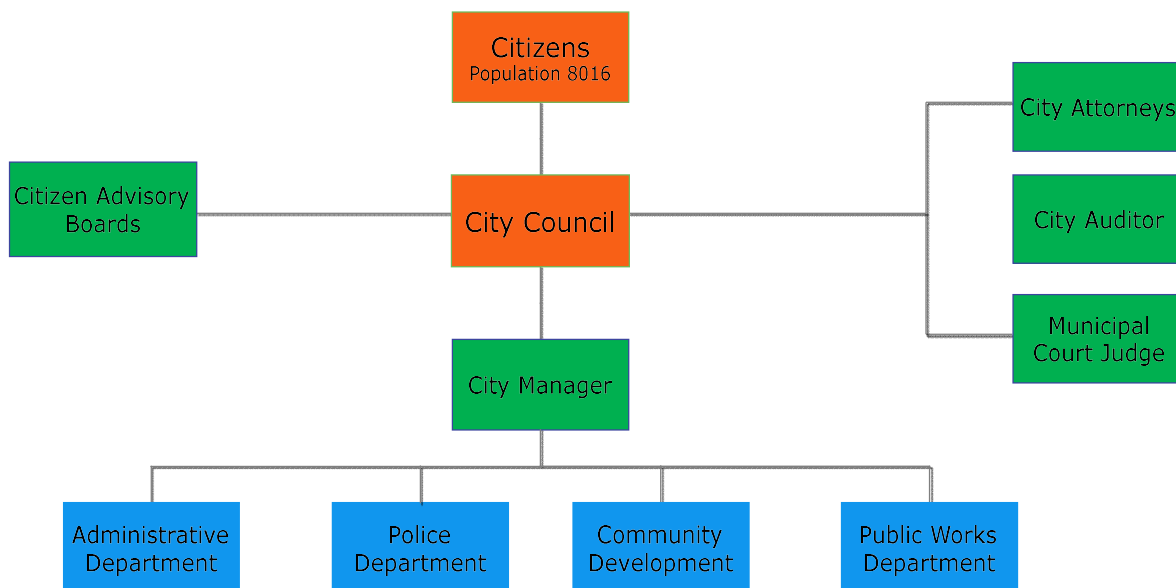 Citizens
Population 8016
City Attorneys
Citizen Advisory
Boards
City Council
City Auditor
Municipal
Court Judge
City Manager
Administrative
Department
Police
Department
Community
Development
Public Works
Department